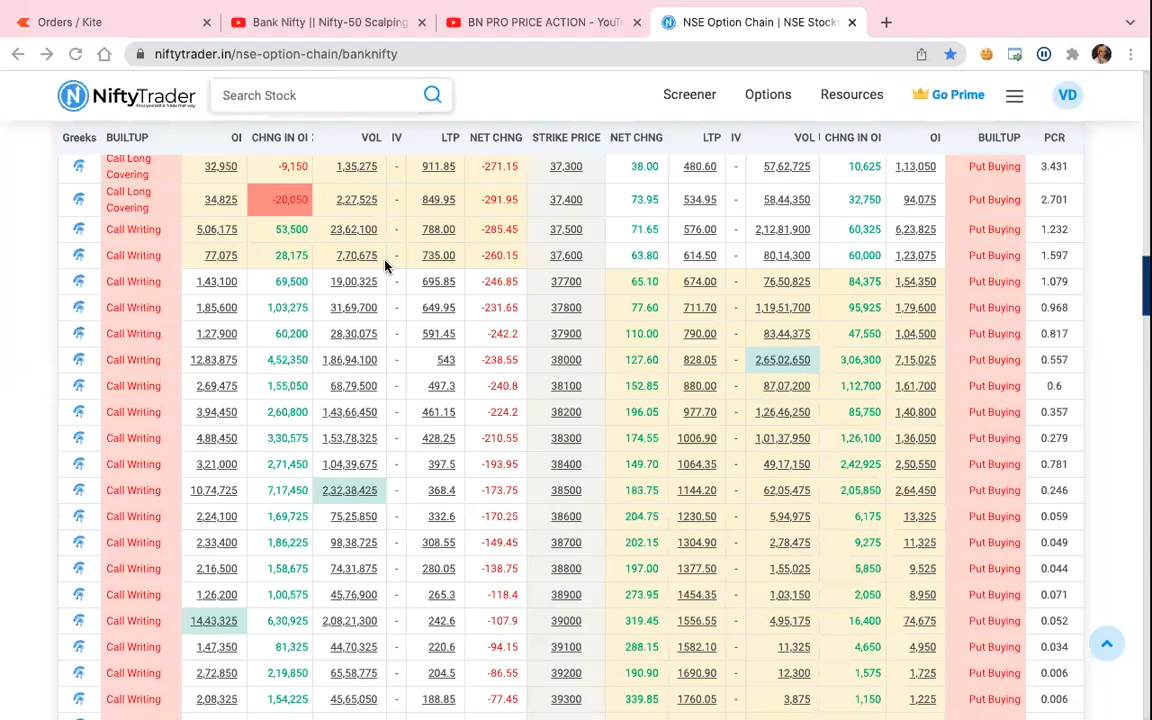 Orders / Kite
Bank Nifty || Nifty-50 Scalping
BN PRO PRICE ACTION - YouT
NSE Option Chain | NSE Stock
niftytrader.in/nse-option-chain/banknifty
NiftyTrader
Search Stock
Screener
Options
Resources
Go Prime
VD
Greeks BUILTUP OI CHNG IN OI VOL IV LTP NET CHNG STRIKE PRICE NET CHNG LTP IV VOL CHNG IN OI OI BUILTUP PCR
Call Long Covering 32,950 -9,150 1,35,275 - 911.85 -271.15 37,300 38.00 480.60 - 57,62,725 10,625 1,13,050 Put Buying 3.431
Call Long Covering 34,825 -20,050 2,27,525 - 849.95 -291.95 37,400 73.95 534.95 - 58,44,350 32,750 94,075 Put Buying 2.701
Call Writing 5,06,175 53,500 23,62,100 - 788.00 -285.45 37,500 71.65 576.00 - 2,12,81,900 60,325 6,23,825 Put Buying 1.232
Call Writing 77,075 28,175 7,70,675 - 735.00 -260.15 37,600 63.80 614.50 - 80,14,300 60,000 1,23,075 Put Buying 1.597
Call Writing 1,43,100 69,500 19,00,325 - 695.85 -246.85 37700 65.10 674.00 - 76,50,825 84,375 1,54,350 Put Buying 1.079
Call Writing 1,85,600 1,03,275 31,69,700 - 649.95 -231.65 37800 77.60 711.70 - 1,19,51,700 95,925 1,79,600 Put Buying 0.968
Call Writing 1,27,900 60,200 28,30,075 - 591.45 -242.2 37900 110.00 790.00 - 83,44,375 47,550 1,04,500 Put Buying 0.817
Call Writing 12,83,875 4,52,350 1,86,94,100 - 543 -238.55 38000 127.60 828.05 - 2,65,02,650 3,06,300 7,15,025 Put Buying 0.557
Call Writing 2,69,475 1,55,050 68,79,500 - 497.3 -240.8 38100 152.85 880.00 - 87,07,200 1,12,700 1,61,700 Put Buying 0.6
Call Writing 3,94,450 2,60,800 1,43,66,450 - 461.15 -224.2 38200 196.05 977.70 - 1,26,46,250 85,750 1,40,800 Put Buying 0.357
Call Writing 4,88,450 3,30,575 1,53,78,325 - 428.25 -210.55 38300 174.55 1006.90 - 1,01,37,950 1,26,100 1,36,050 Put Buying 0.279
Call Writing 3,21,000 2,71,450 1,04,39,675 - 397.5 -193.95 38400 149.70 1064.35 - 49,17,150 2,42,925 2,50,550 Put Buying 0.781
Call Writing 10,74,725 7,17,450 2,32,38,425 - 368.4 -173.75 38500 183.75 1144.20 - 62,05,475 2,05,850 2,64,450 Put Buying 0.246
Call Writing 2,24,100 1,69,725 75,25,850 - 332.6 -170.25 38600 204.75 1230.50 - 5,94,975 6,175 13,325 Put Buying 0.059
Call Writing 2,33,400 1,86,225 98,38,725 - 308.55 -149.45 38700 202.15 1304.90 - 2,78,475 9,275 11,325 Put Buying 0.049
Call Writing 2,16,500 1,58,675 74,31,875 - 280.05 -138.75 38800 197.00 1377.50 - 1,55,025 5,850 9,525 Put Buying 0.044
Call Writing 1,26,200 1,00,575 45,76,900 - 265.3 -118.4 38900 273.95 1454.35 - 1,03,150 2,050 8,950 Put Buying 0.071
Call Writing 14,43,325 6,30,925 2,08,21,300 - 242.6 -107.9 39000 319.45 1556.55 - 4,95,175 16,400 74,675 Put Buying 0.052
Call Writing 1,47,350 81,325 44,70,325 - 220.6 -94.15 39100 288.15 1582.10 - 11,325 4,650 4,950 Put Buying 0.034
Call Writing 2,72,850 2,19,850 65,58,775 - 204.5 -86.55 39200 190.90 1690.90 - 12,300 1,575 1,725 Put Buying 0.006
Call Writing 2,08,325 1,54,225 45,65,050 - 188.85 -77.45 39300 339.85 1760.05 - 3,875 1,150 1,225 Put Buying 0.006